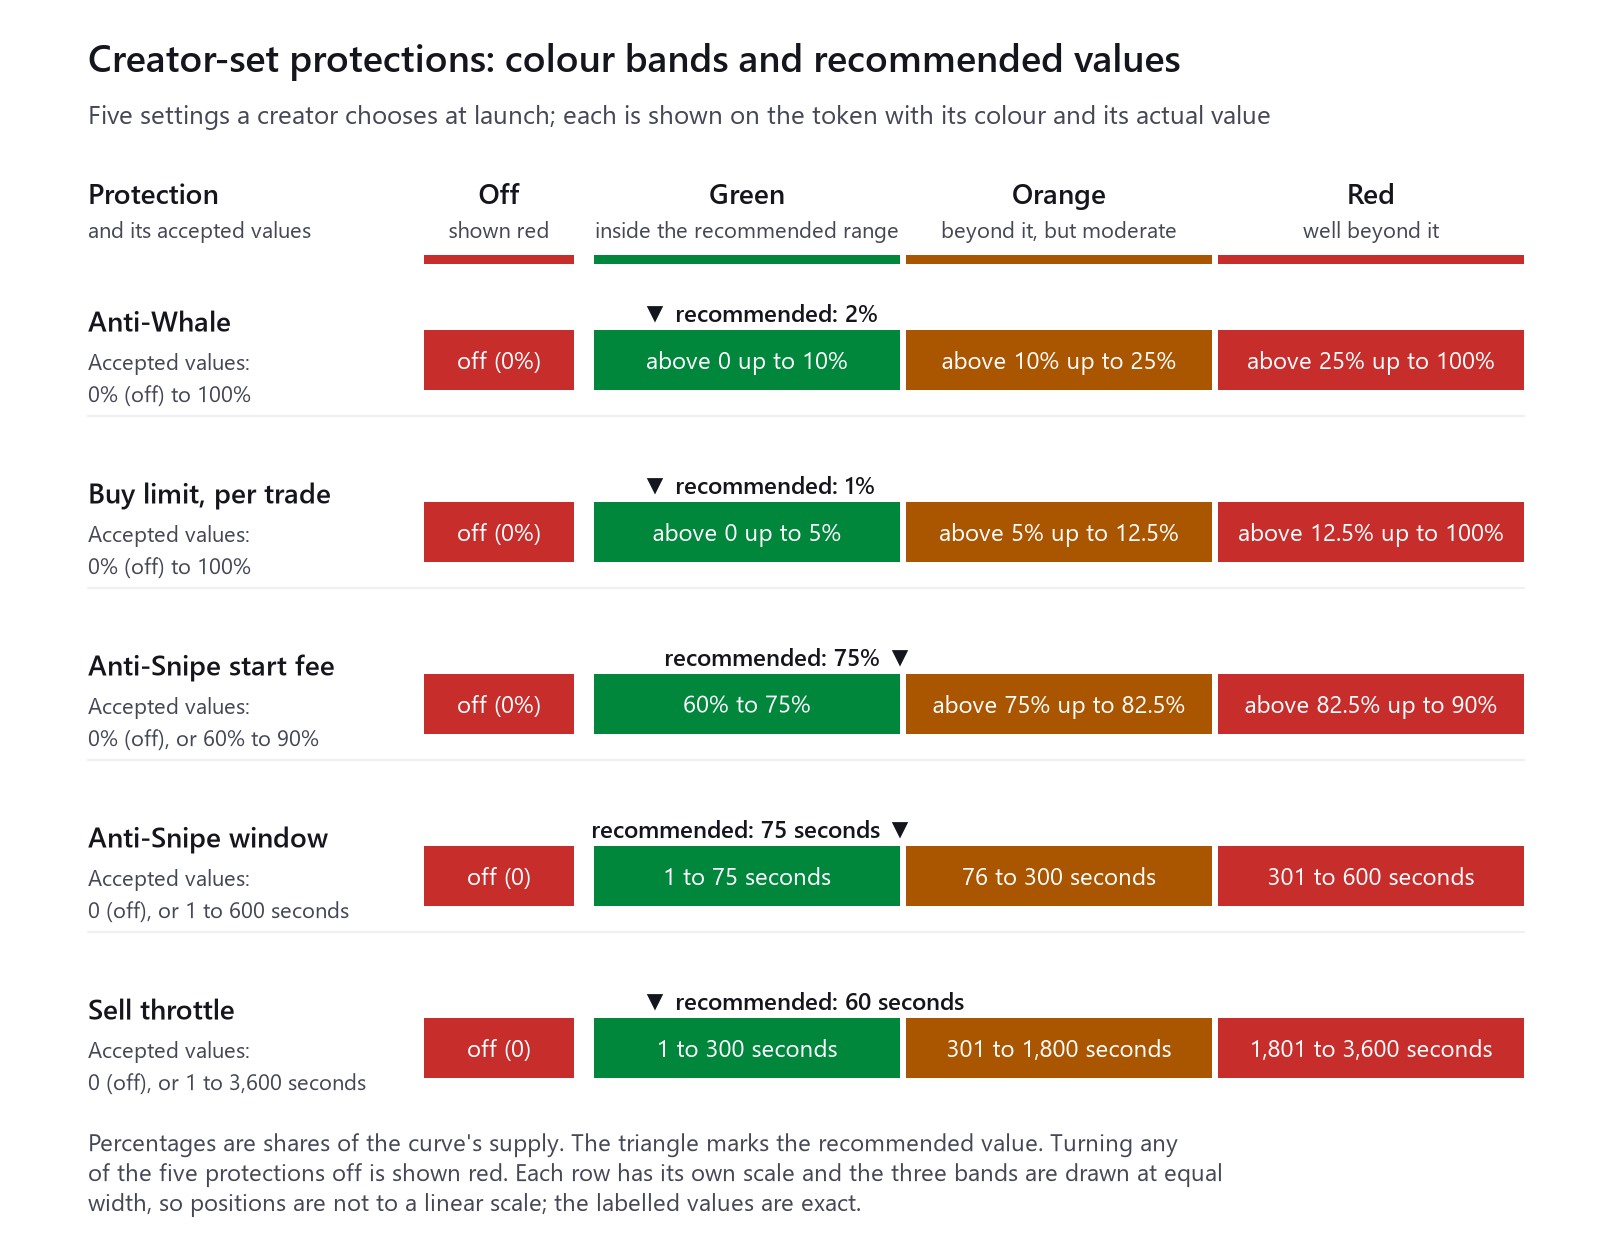 Creator-set protections: colour bands and recommended values
Five settings a creator chooses at launch; each is shown on the token with its colour and its actual value
Protection
and its accepted values
Off
shown red
Green
inside the recommended range
Orange
beyond it, but moderate
Red
well beyond it
Anti-Whale
Accepted values:
0% (off) to 100%
▼ recommended: 2%
off (0%)
above 0 up to 10%
above 10% up to 25%
above 25% up to 100%
Buy limit, per trade
Accepted values:
0% (off) to 100%
▼ recommended: 1%
off (0%)
above 0 up to 5%
above 5% up to 12.5%
above 12.5% up to 100%
Anti-Snipe start fee
Accepted values:
0% (off), or 60% to 90%
recommended: 75% ▼
off (0%)
60% to 75%
above 75% up to 82.5%
above 82.5% up to 90%
Anti-Snipe window
Accepted values:
0 (off), or 1 to 600 seconds
recommended: 75 seconds ▼
off (0)
1 to 75 seconds
76 to 300 seconds
301 to 600 seconds
Sell throttle
Accepted values:
0 (off), or 1 to 3,600 seconds
▼ recommended: 60 seconds
off (0)
1 to 300 seconds
301 to 1,800 seconds
1,801 to 3,600 seconds
Percentages are shares of the curve's supply. The triangle marks the recommended value. Turning any
of the five protections off is shown red. Each row has its own scale and the three bands are drawn at equal
width, so positions are not to a linear scale; the labelled values are exact.